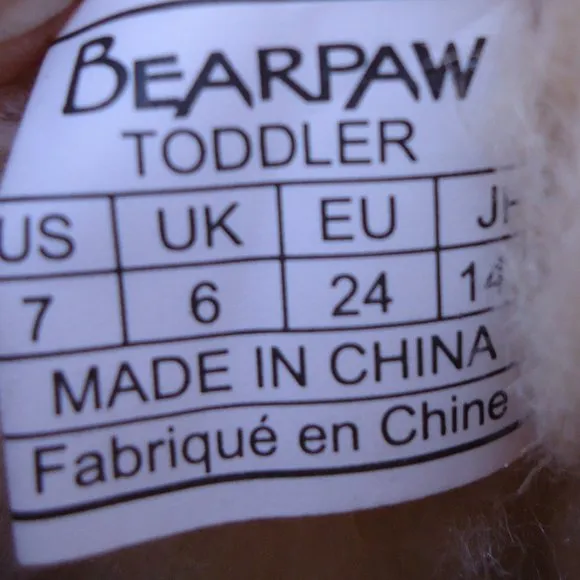 BEARPAW
TODDLER
US UK EU
7 6 24
MADE IN CHINA
Fabriqué en Chine